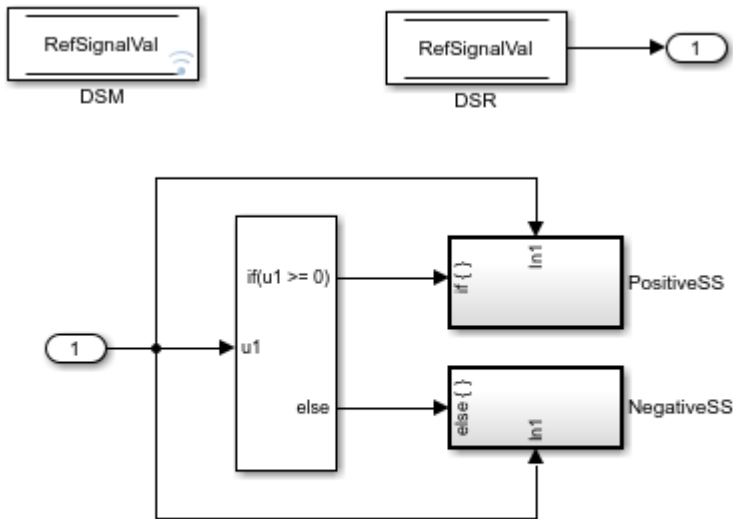 RefSignalVal
DSM
RefSignalVal
DSR
1
if(u1 >= 0)
u1
else
if { }
In1
PositiveSS
1
else { }
In1
NegativeSS